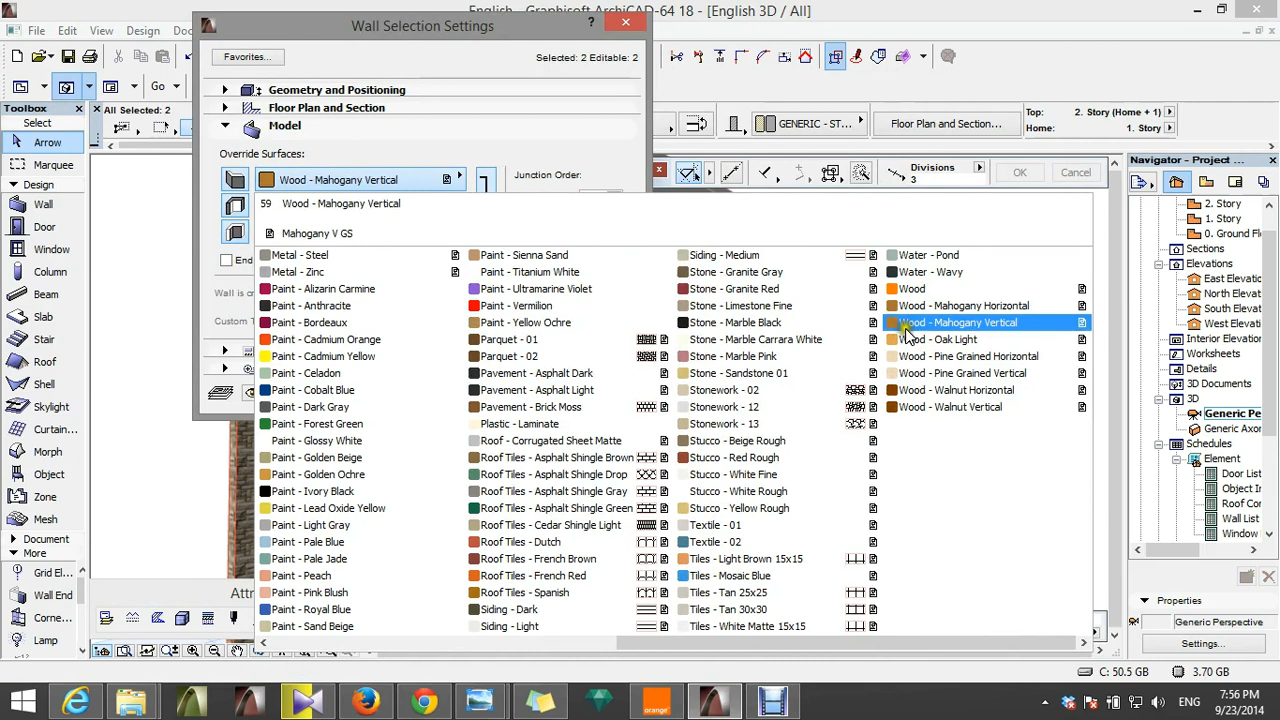 English - Graphisoft ArchiCAD-64 18 - [English 3D / All]
Wall Selection Settings
?
File Edit View Design
Favorites...
Selected: 2 Editable: 2
Geometry and Positioning
Floor Plan and Section
Model
Go
Toolbox
All Selected: 2
Select
Arrow
Marquee
Design
Wall
Door
Window
Column
Beam
Slab
Stair
Roof
Shell
Skylight
Curtain...
Morph
Object
Zone
Mesh
Document
More
Grid El...
Wall End
Corne...
Lamp
GENERIC - ST...
Floor Plan and Section...
Top: 2. Story (Home + 1)
Home: 1. Story
Override Surfaces:
Wood - Mahogany Vertical
Junction Order:
Divisions
3
OK
Cancel
59 Wood - Mahogany Vertical
Mahogany V GS
End
Wall is c
Custom T
Attr
Metal - Steel
Metal - Zinc
Paint - Alizarin Carmine
Paint - Anthracite
Paint - Bordeaux
Paint - Cadmium Orange
Paint - Cadmium Yellow
Paint - Celadon
Paint - Cobalt Blue
Paint - Dark Gray
Paint - Forest Green
Paint - Glossy White
Paint - Golden Beige
Paint - Golden Ochre
Paint - Ivory Black
Paint - Lead Oxide Yellow
Paint - Light Gray
Paint - Pale Blue
Paint - Pale Jade
Paint - Peach
Paint - Pink Blush
Paint - Royal Blue
Paint - Sand Beige
Paint - Sienna Sand
Paint - Titanium White
Paint - Ultramarine Violet
Paint - Vermilion
Paint - Yellow Ochre
Parquet - 01
Parquet - 02
Pavement - Asphalt Dark
Pavement - Asphalt Light
Pavement - Brick Moss
Plastic - Laminate
Roof - Corrugated Sheet Matte
Roof Tiles - Asphalt Shingle Brown
Roof Tiles - Asphalt Shingle Drop
Roof Tiles - Asphalt Shingle Gray
Roof Tiles - Asphalt Shingle Green
Roof Tiles - Cedar Shingle Light
Roof Tiles - Dutch
Roof Tiles - French Brown
Roof Tiles - French Red
Roof Tiles - Spanish
Siding - Dark
Siding - Light
Siding - Medium
Stone - Granite Gray
Stone - Granite Red
Stone - Limestone Fine
Stone - Marble Black
Stone - Marble Carrara White
Stone - Marble Pink
Stone - Sandstone 01
Stonework - 02
Stonework - 12
Stonework - 13
Stucco - Beige Rough
Stucco - Red Rough
Stucco - White Fine
Stucco - White Rough
Stucco - Yellow Rough
Textile - 01
Textile - 02
Tiles - Light Brown 15x15
Tiles - Mosaic Blue
Tiles - Tan 25x25
Tiles - Tan 30x30
Tiles - White Matte 15x15
Water - Pond
Water - Wavy
Wood
Wood - Mahogany Horizontal
Wood - Mahogany Vertical
Wood - Oak Light
Wood - Pine Grained Horizontal
Wood - Pine Grained Vertical
Wood - Walnut Horizontal
Wood - Walnut Vertical
Navigator - Project ...
2. Story
1. Story
0. Ground Fl
Sections
Elevations
East Elevati
North Eleva
South Eleva
West Elevat
Interior Elevatio
Worksheets
Details
3D Documents
3D
Generic Pe
Generic Axon
Schedules
Element
Door List
Object In
Roof Co
Wall List
Window
Properties
Generic Perspective
Settings...
C: 50.5 GB
3.70 GB
orange
ENG
7:56 PM
9/23/2014